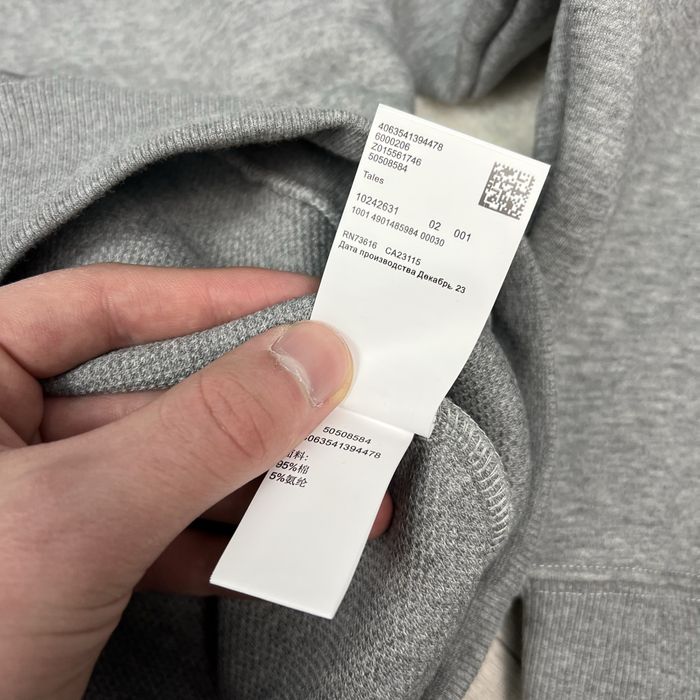 4063541394478
6000206
Z015561746
50508584
Tales
10242631 02 001
1001 4901485984 00030
RN73616 CA23115
Дата производства Декабрь 23
50508584
4063541394478
面料:
95%棉
5%氨纶